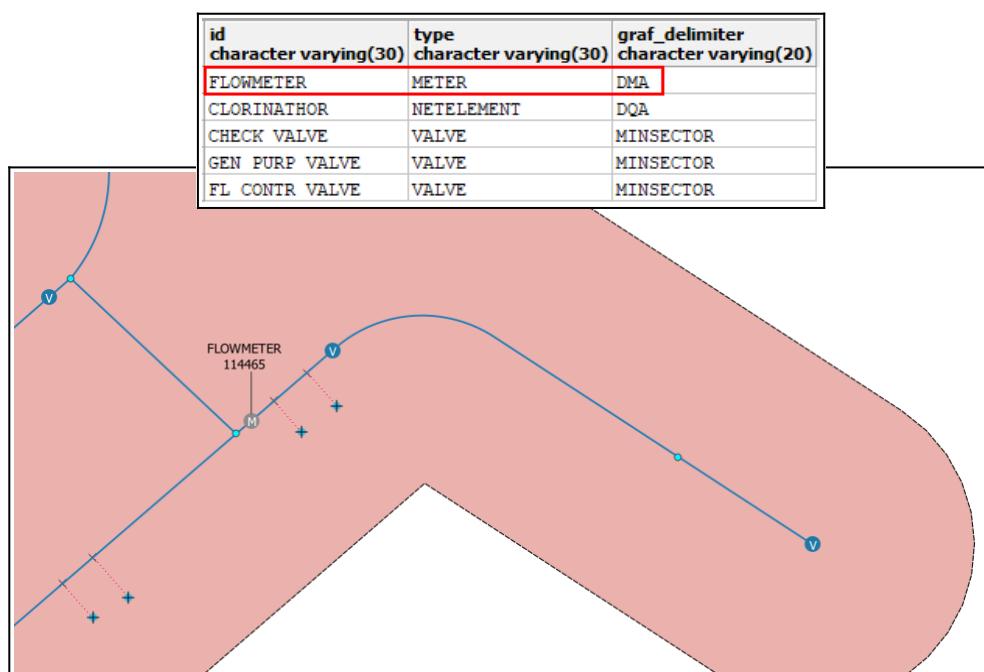 id type graf_delimiter
character varying(30) character varying(30) character varying(20)
FLOWMETER METER DMA
CLORINATHOR NETELEMENT DQA
CHECK VALVE VALVE MINSECTOR
GEN PURP VALVE VALVE MINSECTOR
FL CONTR VALVE VALVE MINSECTOR
V
FLOWMETER
114465
V
M
V